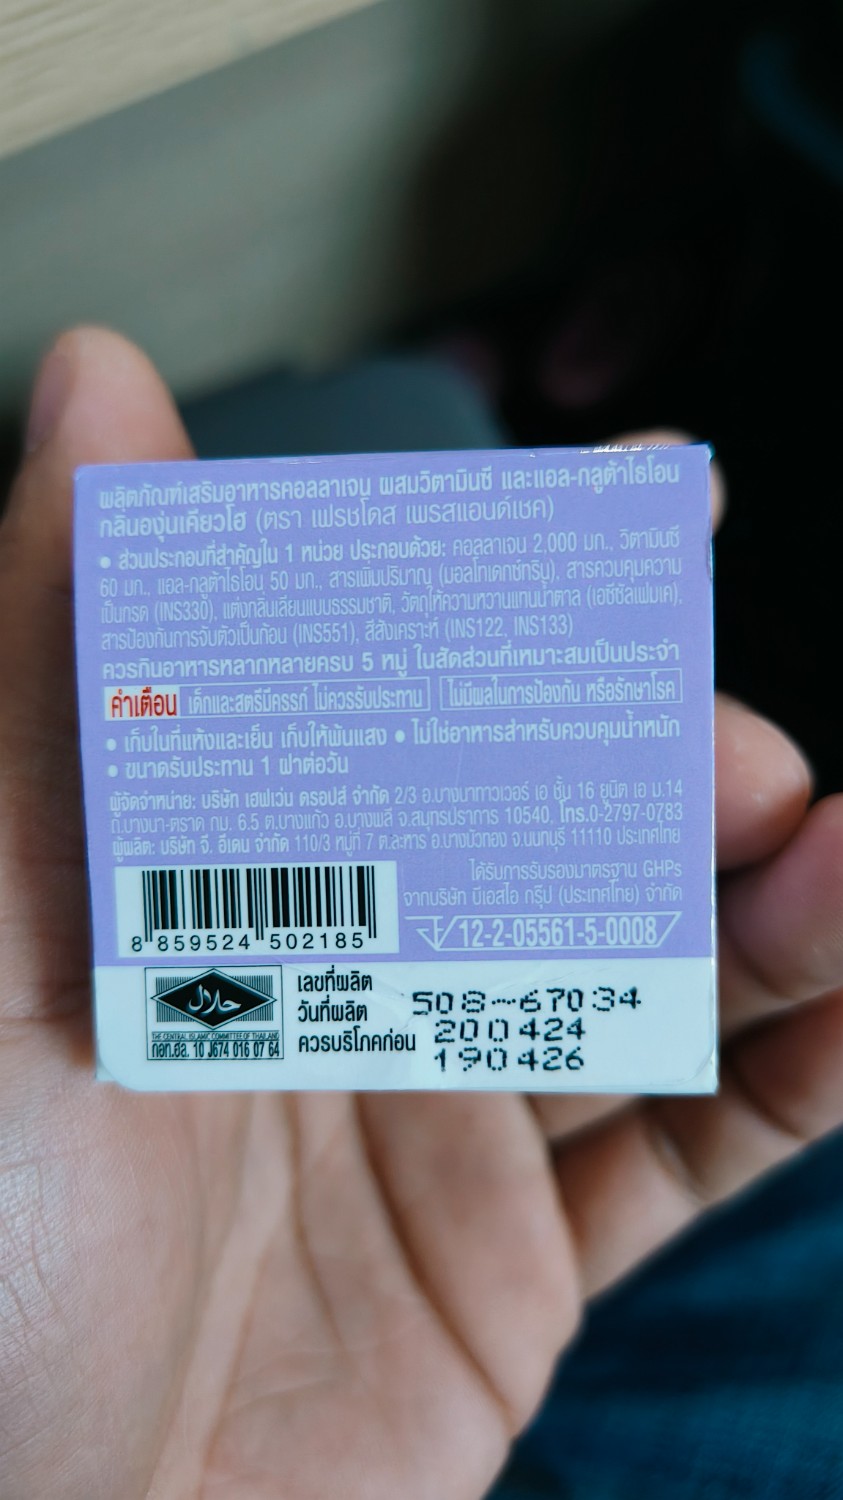 ผลิตภัณฑ์เสริมอาหารคอลลาเจน ผสมวิตามินซี และแอล-กลูต้าไธโอน
กลิ่นองุ่นเคียวโฮ (ตรา เฟรชโดส เพรสแอนด์เชค)
• ส่วนประกอบที่สำคัญใน 1 หน่วย ประกอบด้วย: คอลลาเจน 2,000 มก., วิตามินซี
60 มก., แอล-กลูต้าไธโอน 50 มก., สารเพิ่มปริมาณ (มอลโทเดกซ์ทริน), สารควบคุมความ
เป็นกรด (INS330), แต่งกลิ่นเลียนแบบธรรมชาติ, วัตถุให้ความหวานแทนน้ำตาล (เอซีซัลเฟมเค),
สารป้องกันการจับตัวเป็นก้อน (INS551), สีสังเคราะห์ (INS122, INS133)
ควรกินอาหารหลากหลายครบ 5 หมู่ ในสัดส่วนที่เหมาะสมเป็นประจำ
คำเตือน เด็กและสตรีมีครรภ์ ไม่ควรรับประทาน ไม่มีผลในการป้องกัน หรือรักษาโรค
• เก็บในที่แห้งและเย็น เก็บให้พ้นแสง • ไม่ใช่อาหารสำหรับควบคุมน้ำหนัก
• ขนาดรับประทาน 1 ฝาต่อวัน
ผู้จัดจำหน่าย: บริษัท เฮฟเว่น ดรอปส์ จำกัด 2/3 อ.บางนาทาวเวอร์ เอ ชั้น 16 ยูนิต เอ ม.14
ถ.บางนา-ตราด กม. 6.5 ต.บางแก้ว อ.บางพลี จ.สมุทรปราการ 10540. โทร.0-2797-0783
ผู้ผลิต: บริษัท จี. อีเดน จำกัด 110/3 หมู่ที่ 7 ต.ละหาร อ.บางบัวทอง จ.นนทบุรี 11110 ประเทศไทย
ได้รับการรับรองมาตรฐาน GHPs
จากบริษัท บีเอสไอ กรุ๊ป (ประเทศไทย) จำกัด
12-2-05561-5-0008
8 859524 502185
حلال
THE CENTRAL ISLAMIC COMMITTEE OF THAILAND
กอท.ฮล. 10 J674 016 07 64
เลขที่ผลิต 508-67034
วันที่ผลิต 200424
ควรบริโภคก่อน 190426